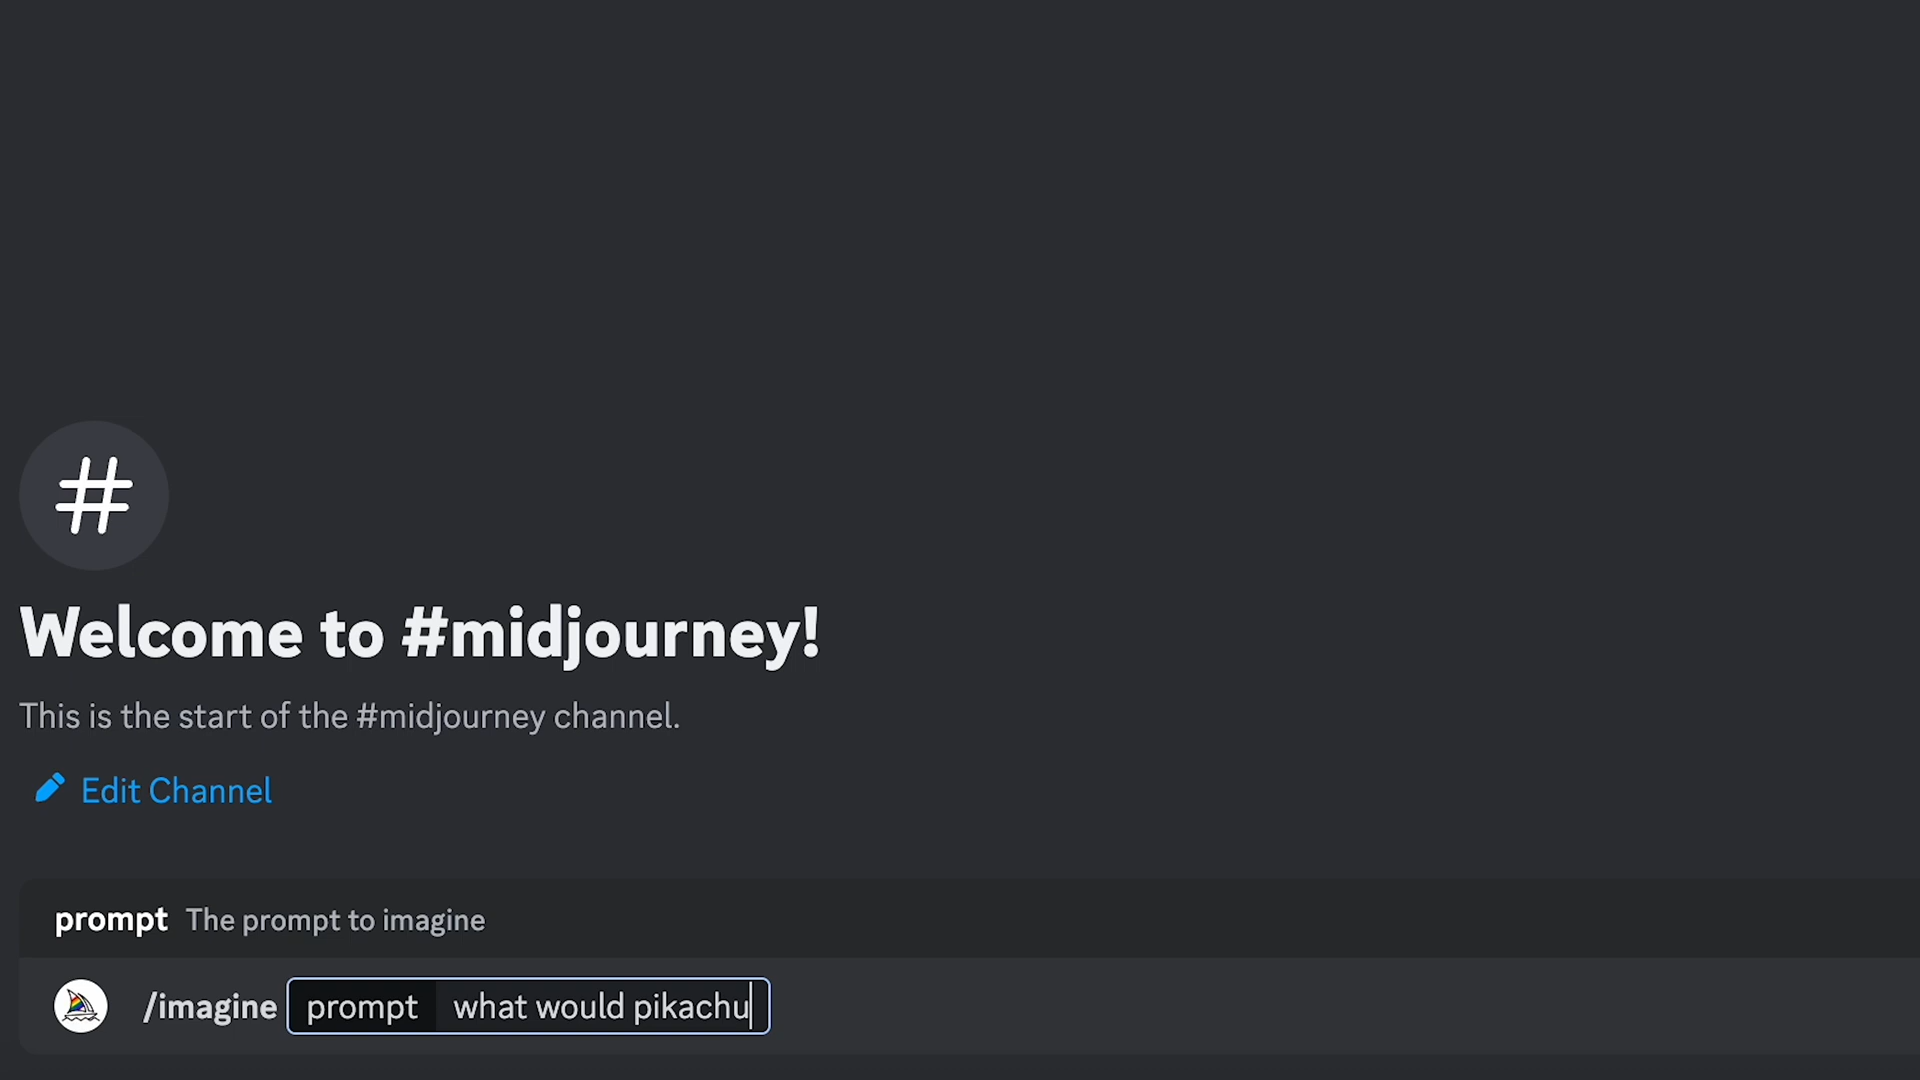 #
Welcome to #midjourney!
This is the start of the #midjourney channel.
Edit Channel
prompt The prompt to imagine
/imagine prompt what would pikachu